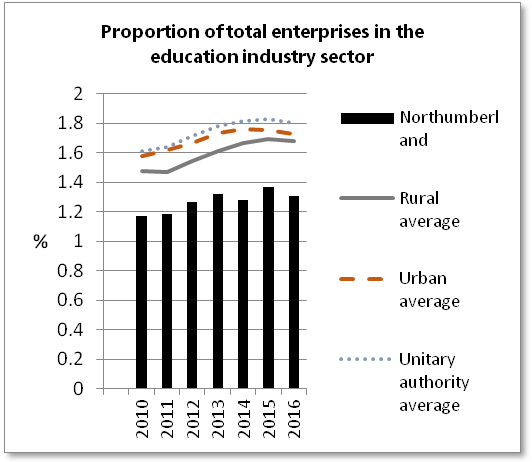 Proportion of total enterprises in the
education industry sector
2
1.8
1.6
1.4
1.2
1
0.8
0.6
0.4
0.2
0
%
2010
2011
2012
2013
2014
2015
2016
Northumberl
and
Rural
average
Urban
average
Unitary
authority
average